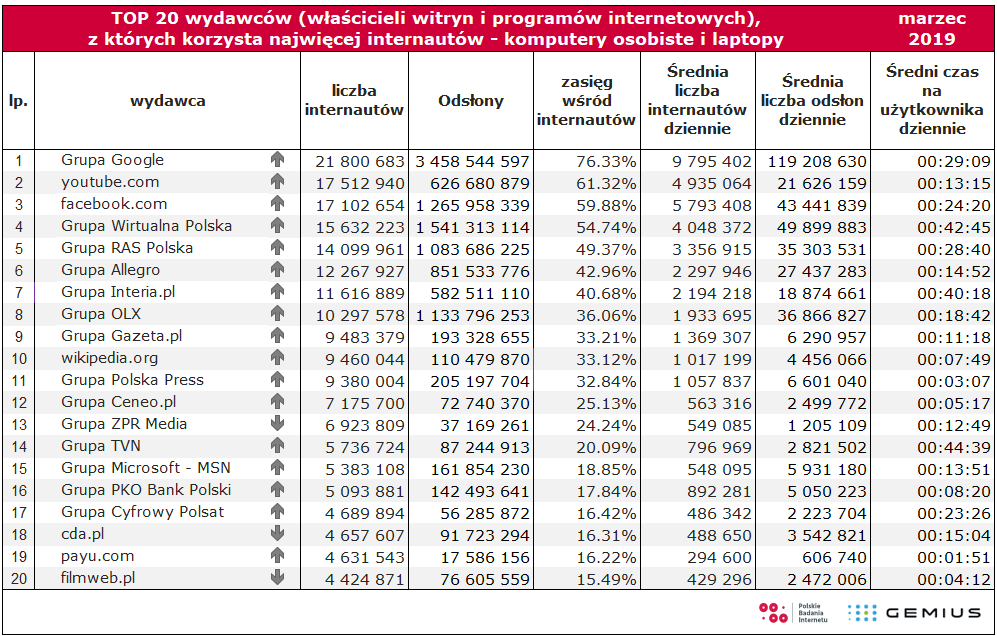 TOP 20 wydawców (właścicieli witryn i programów internetowych), marzec
z których korzysta najwięcej internautów - komputery osobiste i laptopy 2019
lp. wydawca liczba internautów Odsłony zasięg wśród internautów Średnia liczba internautów dziennie Średnia liczba odsłon dziennie Średni czas na użytkownika dziennie
1 Grupa Google 21 800 683 3 458 544 597 76.33% 9 795 402 119 208 630 00:29:09
2 youtube.com 17 512 940 626 680 879 61.32% 4 935 064 21 626 159 00:13:15
3 facebook.com 17 102 654 1 265 958 339 59.88% 5 793 408 43 441 839 00:24:20
4 Grupa Wirtualna Polska 15 632 223 1 541 313 114 54.74% 4 048 372 49 899 883 00:42:45
5 Grupa RAS Polska 14 099 961 1 083 686 225 49.37% 3 356 915 35 303 531 00:28:40
6 Grupa Allegro 12 267 927 851 533 776 42.96% 2 297 946 27 437 283 00:14:52
7 Grupa Interia.pl 11 616 889 582 511 110 40.68% 2 194 218 18 874 661 00:40:18
8 Grupa OLX 10 297 578 1 133 796 253 36.06% 1 933 695 36 866 827 00:18:42
9 Grupa Gazeta.pl 9 483 379 193 328 655 33.21% 1 369 307 6 290 957 00:11:18
10 wikipedia.org 9 460 044 110 479 870 33.12% 1 017 199 4 456 066 00:07:49
11 Grupa Polska Press 9 380 004 205 197 704 32.84% 1 057 837 6 601 040 00:03:07
12 Grupa Ceneo.pl 7 175 700 72 740 370 25.13% 563 316 2 499 772 00:05:17
13 Grupa ZPR Media 6 923 809 37 169 261 24.24% 549 085 1 205 109 00:12:49
14 Grupa TVN 5 736 724 87 244 913 20.09% 796 969 2 821 502 00:44:39
15 Grupa Microsoft - MSN 5 383 108 161 854 230 18.85% 548 095 5 931 180 00:13:51
16 Grupa PKO Bank Polski 5 093 881 142 493 641 17.84% 892 281 5 050 223 00:08:20
17 Grupa Cyfrowy Polsat 4 689 894 56 285 872 16.42% 486 342 2 223 704 00:23:26
18 cda.pl 4 657 607 91 723 294 16.31% 488 650 3 542 821 00:15:04
19 payu.com 4 631 543 17 586 156 16.22% 294 600 606 740 00:01:51
20 filmweb.pl 4 424 871 76 605 559 15.49% 429 296 2 472 006 00:04:12
Polskie
Badania
Internetu
GEMIUS